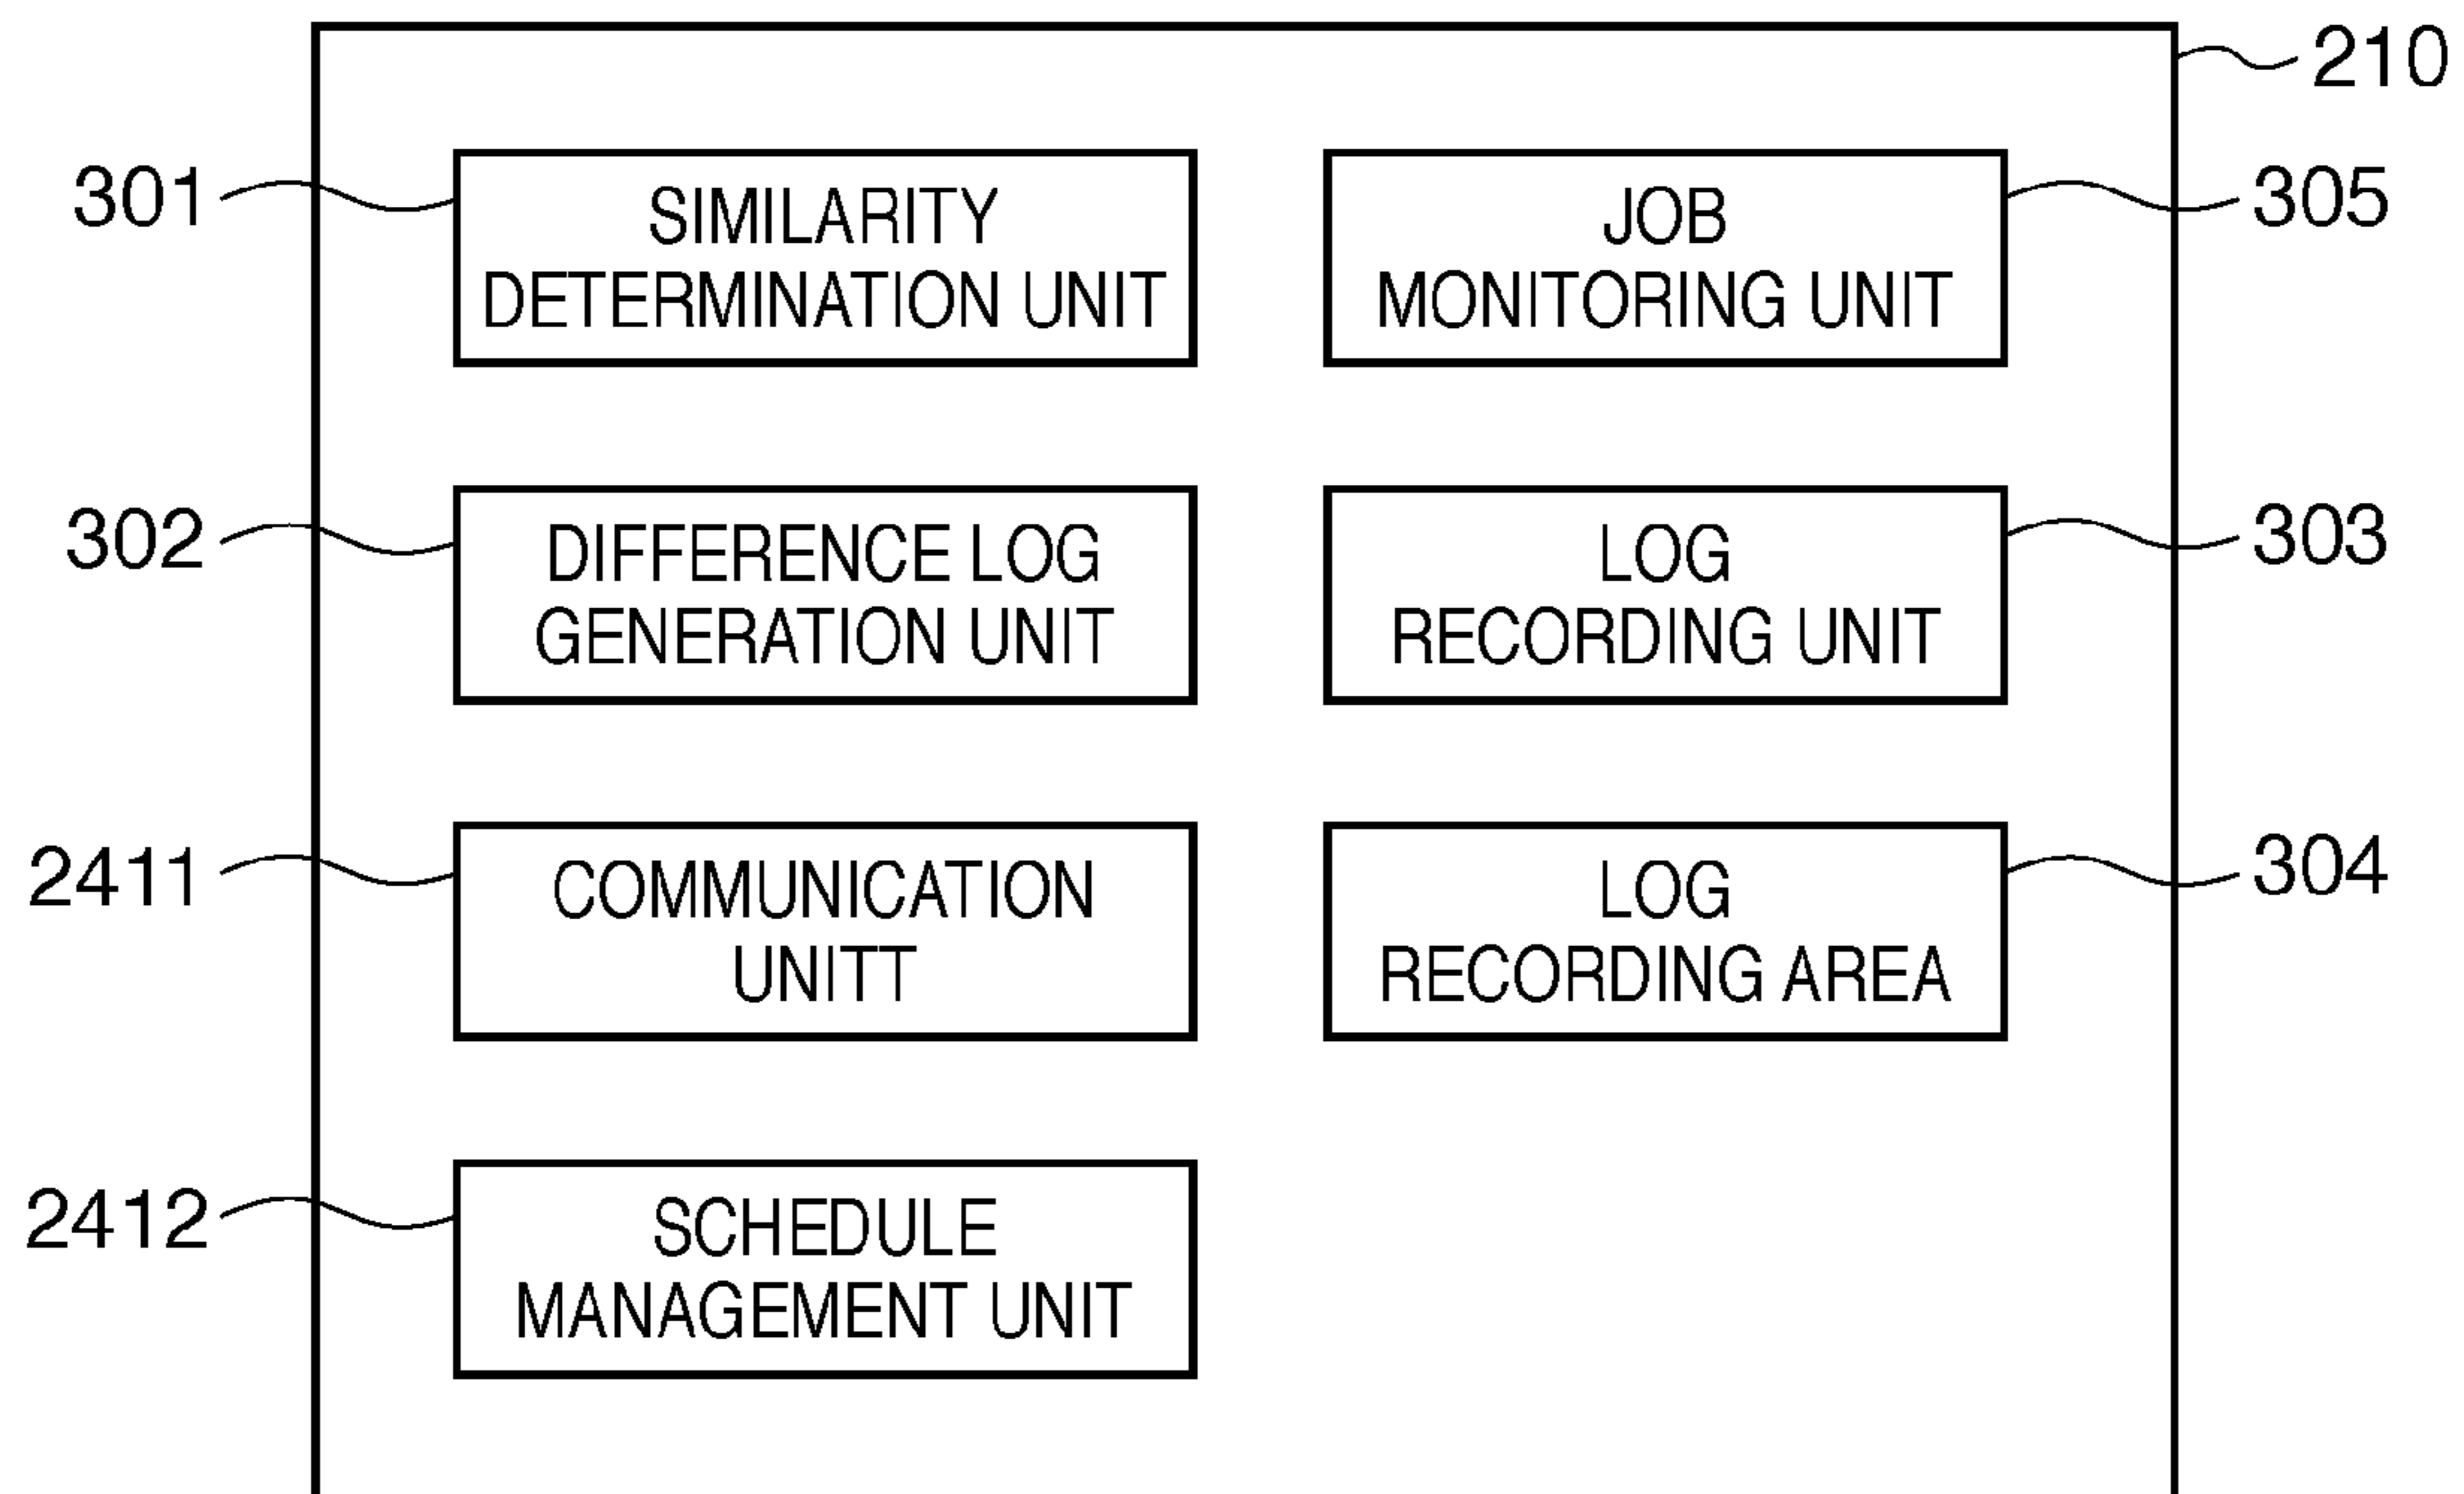 210
301
SIMILARITY
DETERMINATION UNIT
JOB
MONITORING UNIT
305
302
DIFFERENCE LOG
GENERATION UNIT
LOG
RECORDING UNIT
303
2411
COMMUNICATION
UNITT
LOG
RECORDING AREA
304
2412
SCHEDULE
MANAGEMENT UNIT